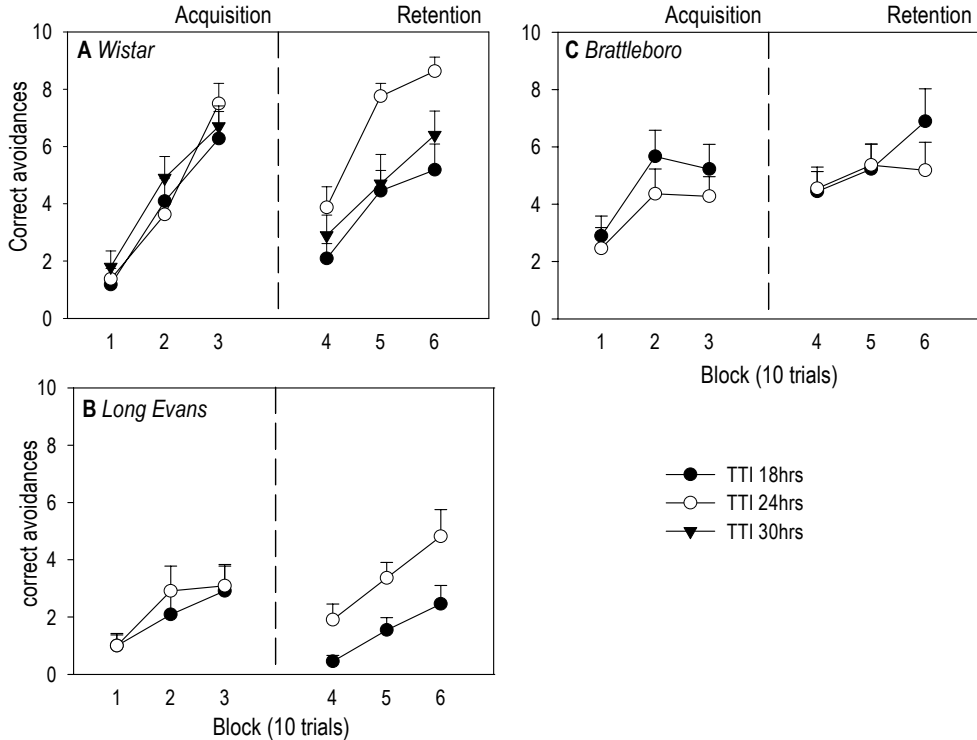 Acquisition Retention
A Wistar
10
8
6
4
2
0
Correct avoidances
1 2 3 4 5 6
Acquisition Retention
C Brattleboro
10
8
6
4
2
0
1 2 3 4 5 6
Block (10 trials)
B Long Evans
10
8
6
4
2
0
correct avoidances
1 2 3 4 5 6
Block (10 trials)
TTI 18hrs
TTI 24hrs
TTI 30hrs